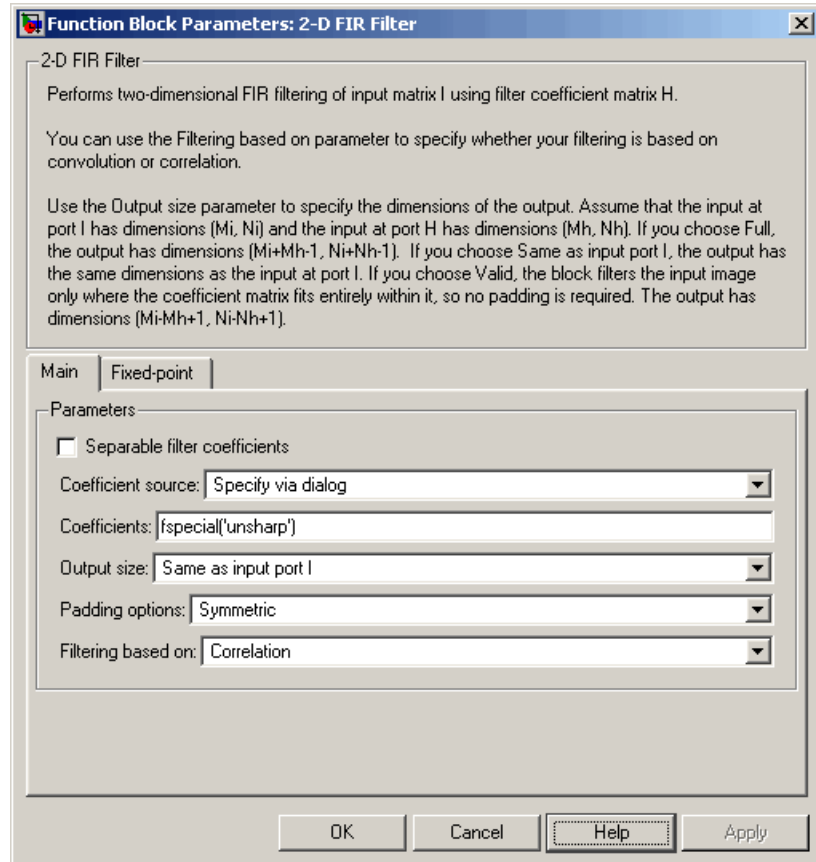 Function Block Parameters: 2-D FIR Filter
2-D FIR Filter
Performs two-dimensional FIR filtering of input matrix I using filter coefficient matrix H.
You can use the Filtering based on parameter to specify whether your filtering is based on
convolution or correlation.
Use the Output size parameter to specify the dimensions of the output. Assume that the input at
port I has dimensions (Mi, Ni) and the input at port H has dimensions (Mh, Nh). If you choose Full,
the output has dimensions (Mi+Mh-1, Ni+Nh-1).  If you choose Same as input port I, the output has
the same dimensions as the input at port I. If you choose Valid, the block filters the input image
only where the coefficient matrix fits entirely within it, so no padding is required. The output has
dimensions (Mi-Mh+1, Ni-Nh+1).
Main Fixed-point
Parameters
Separable filter coefficients
Coefficient source: Specify via dialog
Coefficients: fspecial('unsharp')
Output size: Same as input port I
Padding options: Symmetric
Filtering based on: Correlation
OK Cancel Help Apply